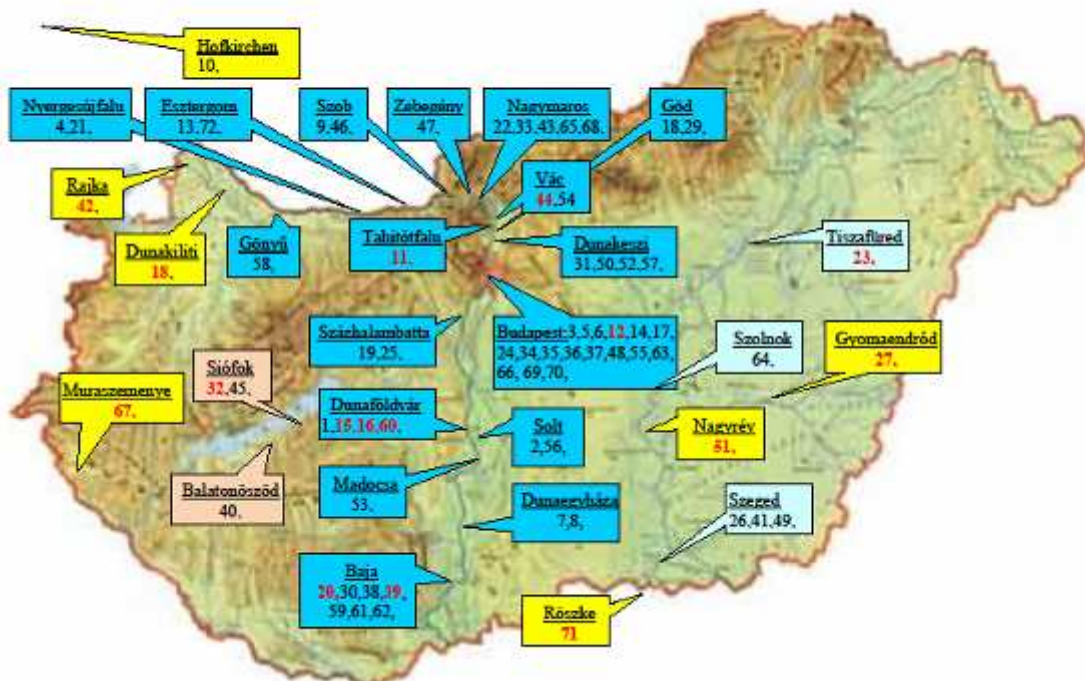 Hofkirchen
10,
Nyergesújfalu
4,21,
Esztergom
13,72,
Szob
9,46,
Zebegény
47,
Nagymaros
22,33,43,65,68,
Göd
18,29,
Vác
44,54
Rajka
42,
Dunakiliti
18,
Gönyű
58,
Tahitótfalu
11,
Dunakeszi
31,50,52,57,
Tiszafüred
23,
Százhalombatta
19,25,
Budapest:3,5,6,12,14,17,
24,34,35,36,37,48,55,63,
66, 69,70,
Szolnok
64,
Gyomaendrőd
27,
Siófok
32,45,
Muraszemenye
67,
Dunaföldvár
1,15,16,60,
Solt
2,56,
Nagyrév
51,
Balatonöszöd
40,
Madocsa
53,
Dunaegyháza
7,8,
Szeged
26,41,49,
Baja
20,30,38,39,
59,61,62,
Röszke
71